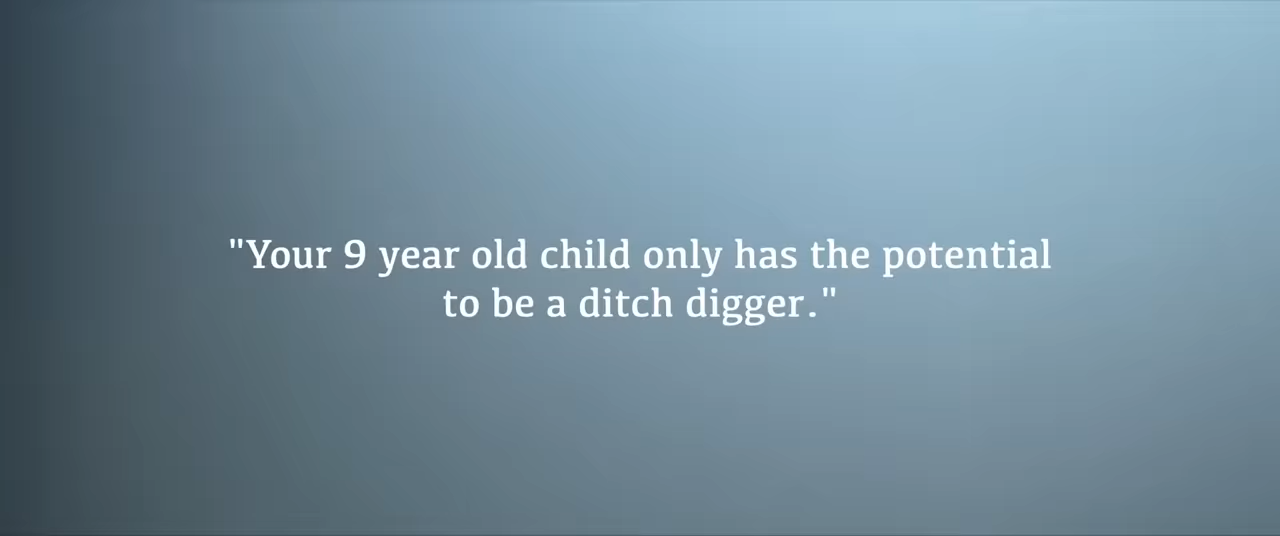 "Your 9 year old child only has the potential
to be a ditch digger."